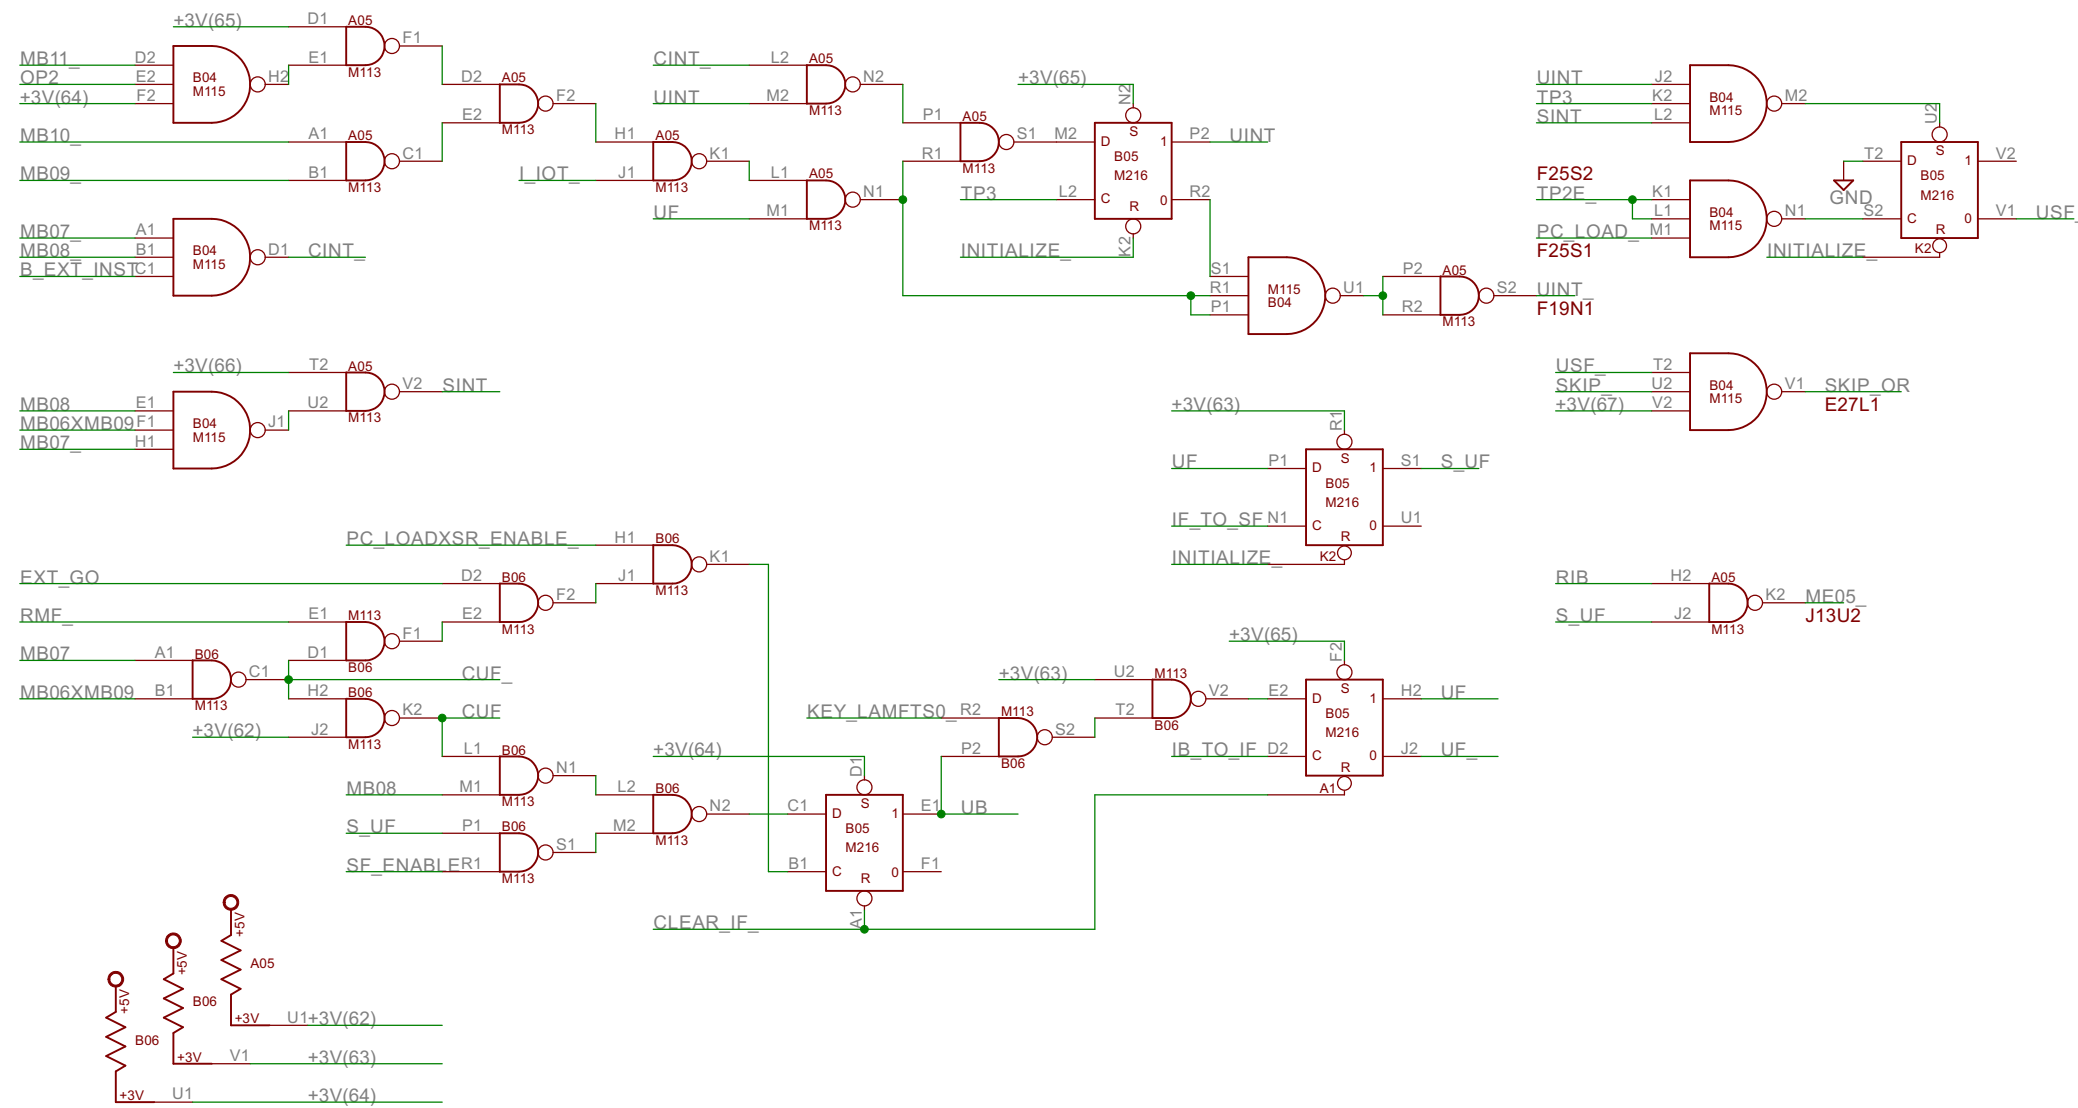 +3V(65) D1 A05 F1
MB11_ D2 E1 M113
OP2 E2 B04 M115 H2
+3V(64) F2
D2 A05 F2
E2 M113
MB10_ A1 A05 C1
MB09_ B1 M113
H1 A05 K1
I_IOT_ J1 M113
CINT_ L2 A05 N2
UINT M2 M113
L1 A05 N1
UF M1 M113
P1 A05 S1
R1 M113
+3V(65) N2
M2 D S 1 P2 UINT
B05
M216
TP3 L2 C R 0 R2
INITIALIZE_ K2
S1 M115 U1
R1 B04
P1
P2 A05 S2 UINT_
R2 M113 F19N1
UINT J2
TP3 K2 B04 M115 M2
SINT L2
F25S2
TP2E_ K1
L1 B04 M115 N1
PC_LOAD_ M1
F25S1
U2
T2 D S 1 V2
B05
M216
GND
S2 C R 0 V1 USF_
INITIALIZE_ K2
MB07_ A1
MB08_ B1 B04 M115 D1 CINT_
B_EXT_INST C1
+3V(66) T2 A05 V2 SINT
U2 M113
MB08 E1
MB06XMB09 F1 B04 M115 J1
MB07_ H1
USF_ T2
SKIP_ U2 B04 M115 V1 SKIP_OR
+3V(67) V2 E27L1
+3V(63) R1
UF P1 D S 1 S1 S_UF
B05
M216
IF_TO_SF N1 C R 0 U1
INITIALIZE_ K2
PC_LOADXSR_ENABLE_ H1 B06 K1
J1 M113
EXT_GO D2 B06 F2
E2 M113
RMF_ E1 M113 F1
D1 B06
MB07 A1 B06 C1 CUF_
MB06XMB09 B1 M113
H2 B06 K2 CUF
+3V(62) J2 M113
L1 B06 N1
MB08 M1 M113
S_UF P1 B06 S1
SF_ENABLE R1 M113
L2 B06 N2
M2 M113
+3V(64) D1
C1 D S 1 E1 UB
B05
M216
B1 C R 0 F1
CLEAR_IF_ A1
KEY_LAMFTS0_ R2 M113 S2
P2 B06
+3V(63) U2 M113 V2
T2 B06
+3V(65) F2
E2 D S 1 H2 UF
B05
M216
IB_TO_IF D2 C R 0 J2 UF_
A1
RIB H2 A05 K2 ME05_
S_UF J2 M113 J13U2
+5V A05
+3V U1 +3V(62)
+5V B06
+3V V1 +3V(63)
+5V B06
+3V U1 +3V(64)